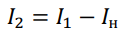 I₂ = I₁ − Iн